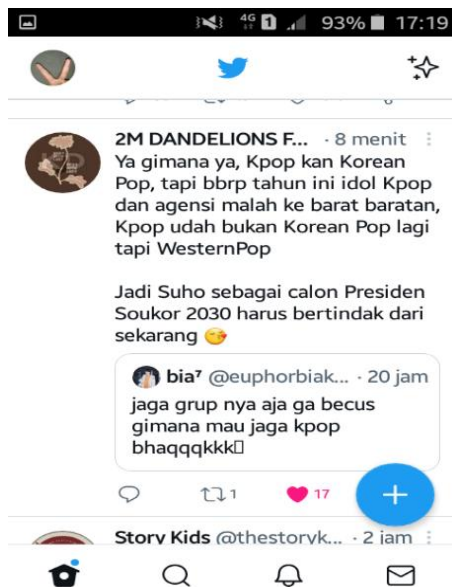 4G 1 93% 17:19
2M DANDELIONS F... · 8 menit
Ya gimana ya, Kpop kan Korean
Pop, tapi bbrp tahun ini idol Kpop
dan agensi malah ke barat baratan,
Kpop udah bukan Korean Pop lagi
tapi WesternPop
Jadi Suho sebagai calon Presiden
Soukor 2030 harus bertindak dari
sekarang 😋
bia⁷ @euphorbiak... · 20 jam
jaga grup nya aja ga becus
gimana mau jaga kpop
bhaqqqkkk
1 17
Story Kids @thestoryk... · 2 jam